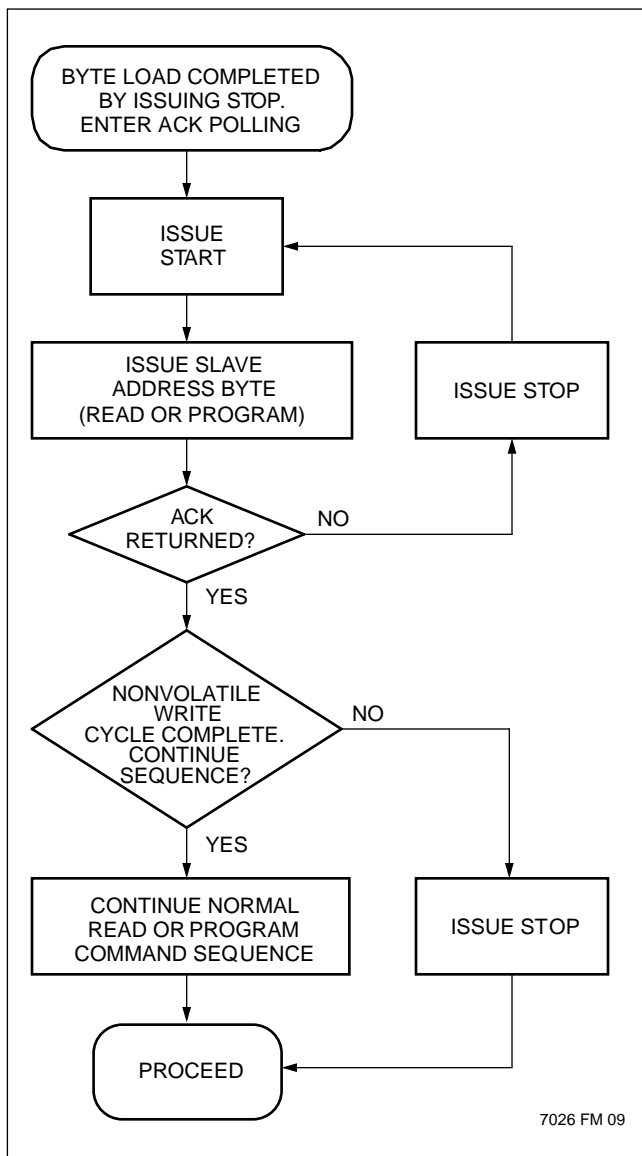 BYTE LOAD COMPLETED
BY ISSUING STOP.
ENTER ACK POLLING
ISSUE
START
ISSUE SLAVE
ADDRESS BYTE
(READ OR PROGRAM)
ISSUE STOP
ACK
RETURNED?
NO
YES
NONVOLATILE
WRITE
CYCLE COMPLETE.
CONTINUE
SEQUENCE?
NO
YES
CONTINUE NORMAL
READ OR PROGRAM
COMMAND SEQUENCE
ISSUE STOP
PROCEED
7026 FM 09